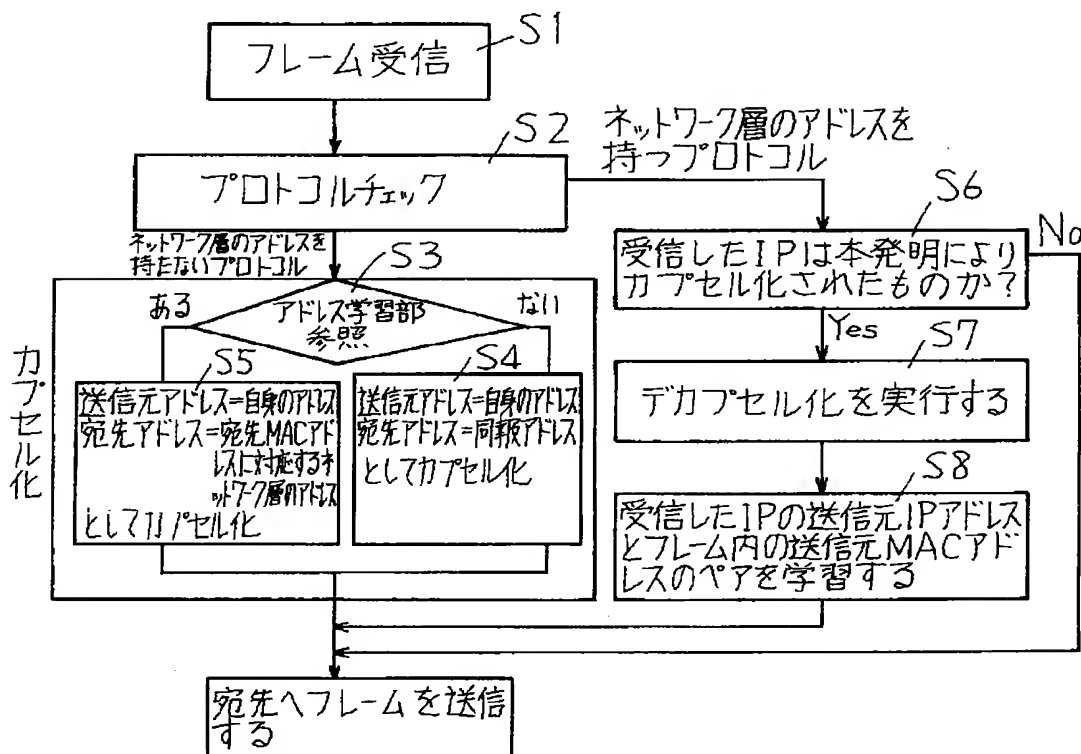 S1
フレーム受信
S2
プロトコルチェック
ネットワーク層のアドレスを
持つプロトコル
ネットワーク層のアドレスを
持たないプロトコル
S3
アドレス学習部
参照
ある
ない
カプセル化
S5
送信元アドレス=自身のアドレス
宛先アドレス=宛先MACアド
レスに対応するネ
ットワーク層のアドレス
としてカプセル化
S4
送信元アドレス=自身のアドレス
宛先アドレス=同報アドレス
としてカプセル化
S6
受信したIPは本発明により
カプセル化されたものか?
No
Yes
S7
デカプセル化を実行する
S8
受信したIPの送信元IPアドレス
とフレーム内の送信元MACアド
レスのペアを学習する
宛先へフレームを送信
する